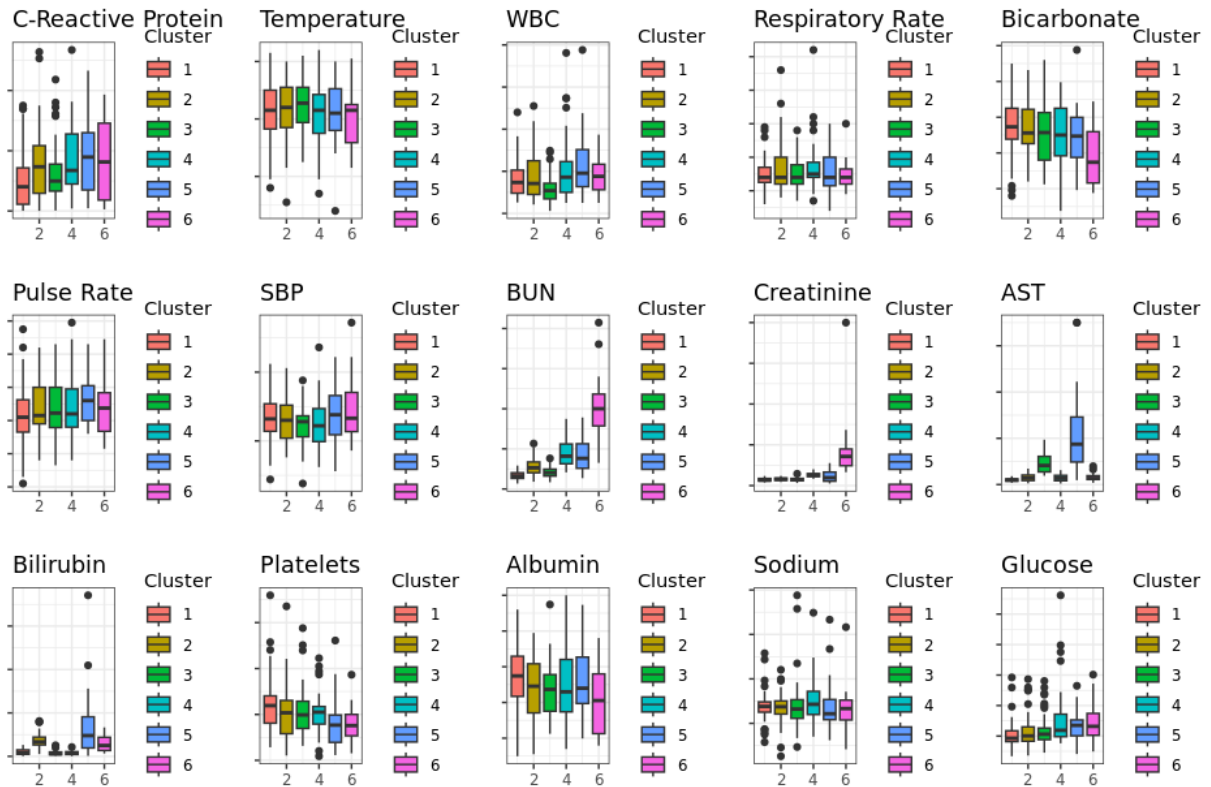 C-Reactive Protein
Cluster
1
2
3
4
5
6
2 4 6
Temperature
Cluster
1
2
3
4
5
6
2 4 6
WBC
Cluster
1
2
3
4
5
6
2 4 6
Respiratory Rate
Cluster
1
2
3
4
5
6
2 4 6
Bicarbonate
Cluster
1
2
3
4
5
6
2 4 6
Pulse Rate
Cluster
1
2
3
4
5
6
2 4 6
SBP
Cluster
1
2
3
4
5
6
2 4 6
BUN
Cluster
1
2
3
4
5
6
2 4 6
Creatinine
Cluster
1
2
3
4
5
6
2 4 6
AST
Cluster
1
2
3
4
5
6
2 4 6
Bilirubin
Cluster
1
2
3
4
5
6
2 4 6
Platelets
Cluster
1
2
3
4
5
6
2 4 6
Albumin
Cluster
1
2
3
4
5
6
2 4 6
Sodium
Cluster
1
2
3
4
5
6
2 4 6
Glucose
Cluster
1
2
3
4
5
6
2 4 6